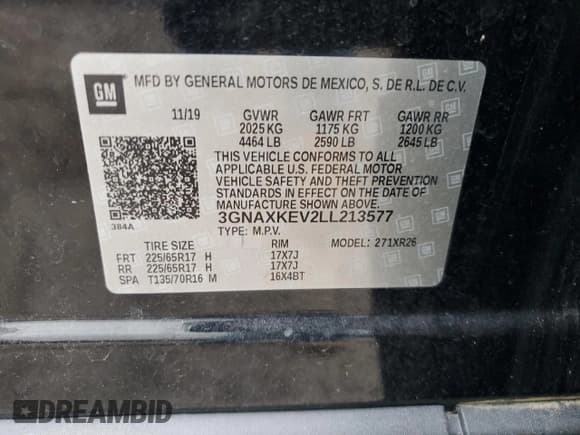 GM
MFD BY GENERAL MOTORS DE MEXICO, S. DE R.L. DE C.V.
11/19 GVWR GAWR FRT GAWR RR
2025 KG 1175 KG 1200 KG
4464 LB 2590 LB 2645 LB
THIS VEHICLE CONFORMS TO ALL
APPLICABLE U.S. FEDERAL MOTOR
VEHICLE SAFETY AND THEFT PREVENTION
STANDARDS IN EFFECT ON THE DATE OF
MANUFACTURE SHOWN ABOVE.
384A
3GNAXKEV2LL213577
TYPE: M.P.V. MODEL: 271XR26
TIRE SIZE RIM
FRT 225/65R17 H 17X7J
RR 225/65R17 H 17X7J
SPA T135/70R16 M 16X4BT
DREAMBID